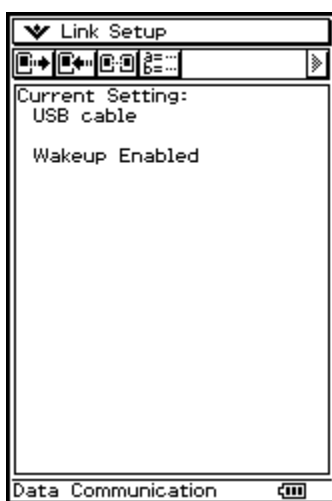 Link Setup
Current Setting:
USB cable
Wakeup Enabled
Data Communication